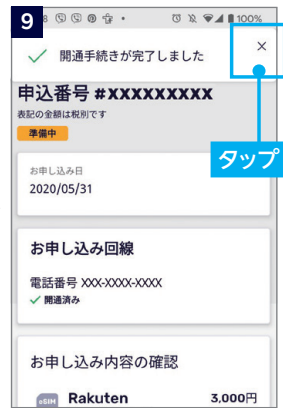 9
8
100%
開通手続きが完了しました
×
申込番号 #XXXXXXXXX
表記の金額は税別です
準備中
タップ
お申し込み日
2020/05/31
お申し込み回線
電話番号 XXX-XXXX-XXXX
開通済み
お申し込み内容の確認
eSIM
Rakuten
3,000円